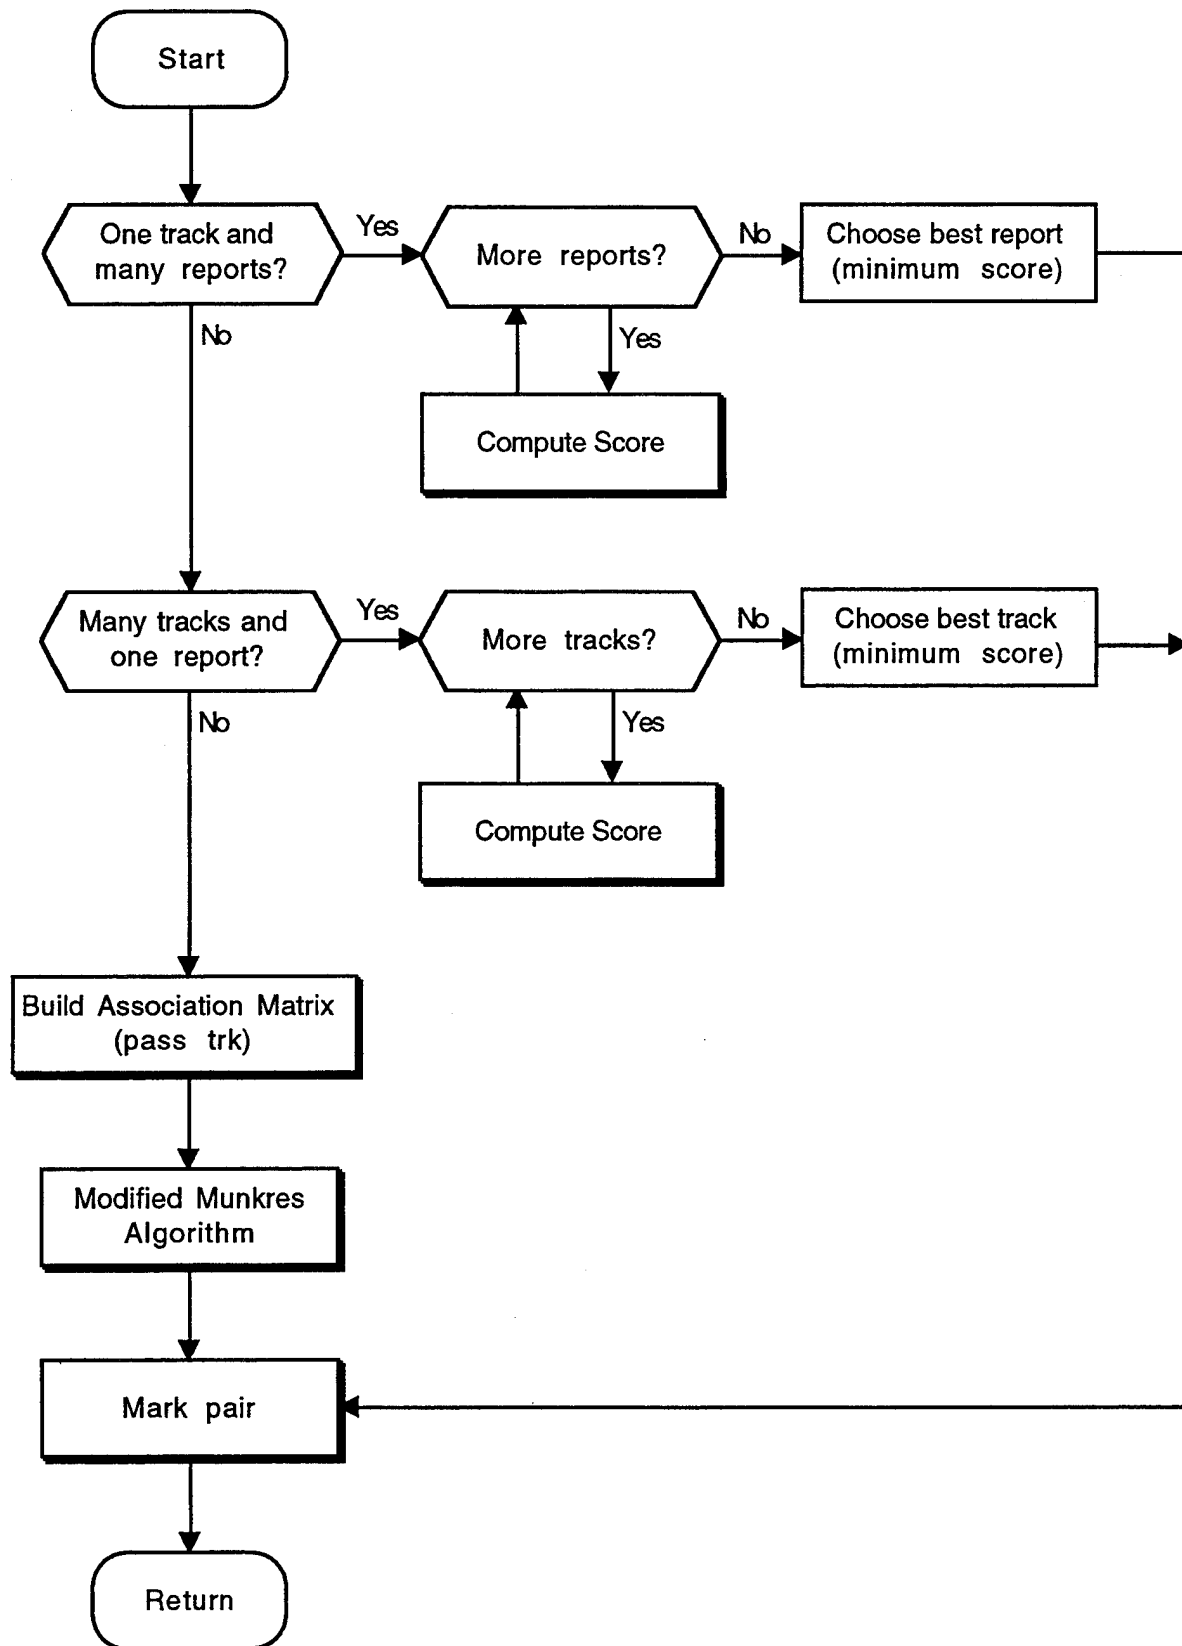 Start
One track and
many reports?
Yes
More reports?
No
Choose best report
(minimum score)
No
Yes
Compute Score
Many tracks and
one report?
Yes
More tracks?
No
Choose best track
(minimum score)
No
Yes
Compute Score
Build Association Matrix
(pass trk)
Modified Munkres
Algorithm
Mark pair
Return